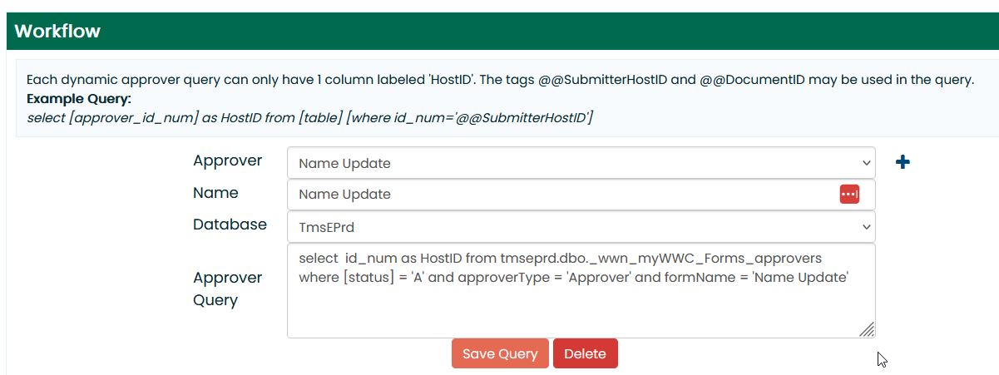 Workflow
Each dynamic approver query can only have 1 column labeled 'HostID'. The tags @@SubmitterHostID and @@DocumentID may be used in the query.
Example Query:
select [approver_id_num] as HostID from [table] [where id_num='@@SubmitterHostID']
Approver
Name Update
Name
Name Update
Database
TmsEPrd
Approver
Query
select  id_num as HostID from tmseprd.dbo._wwn_myWWC_Forms_approvers
where [status] = 'A' and approverType = 'Approver' and formName = 'Name Update'
Save Query
Delete